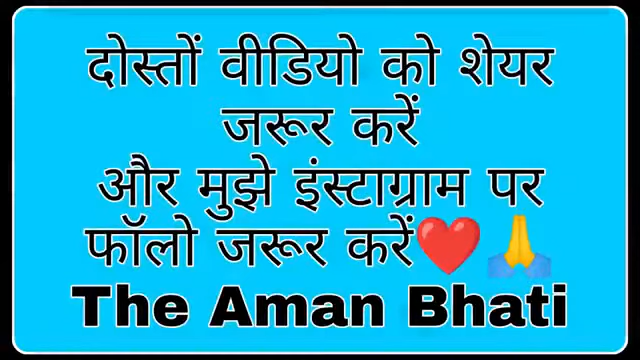 दोस्तों वीडियो को शेयर
जरूर करें
और मुझे इंस्टाग्राम पर
फॉलो जरूर करें❤️🙏
The Aman Bhati